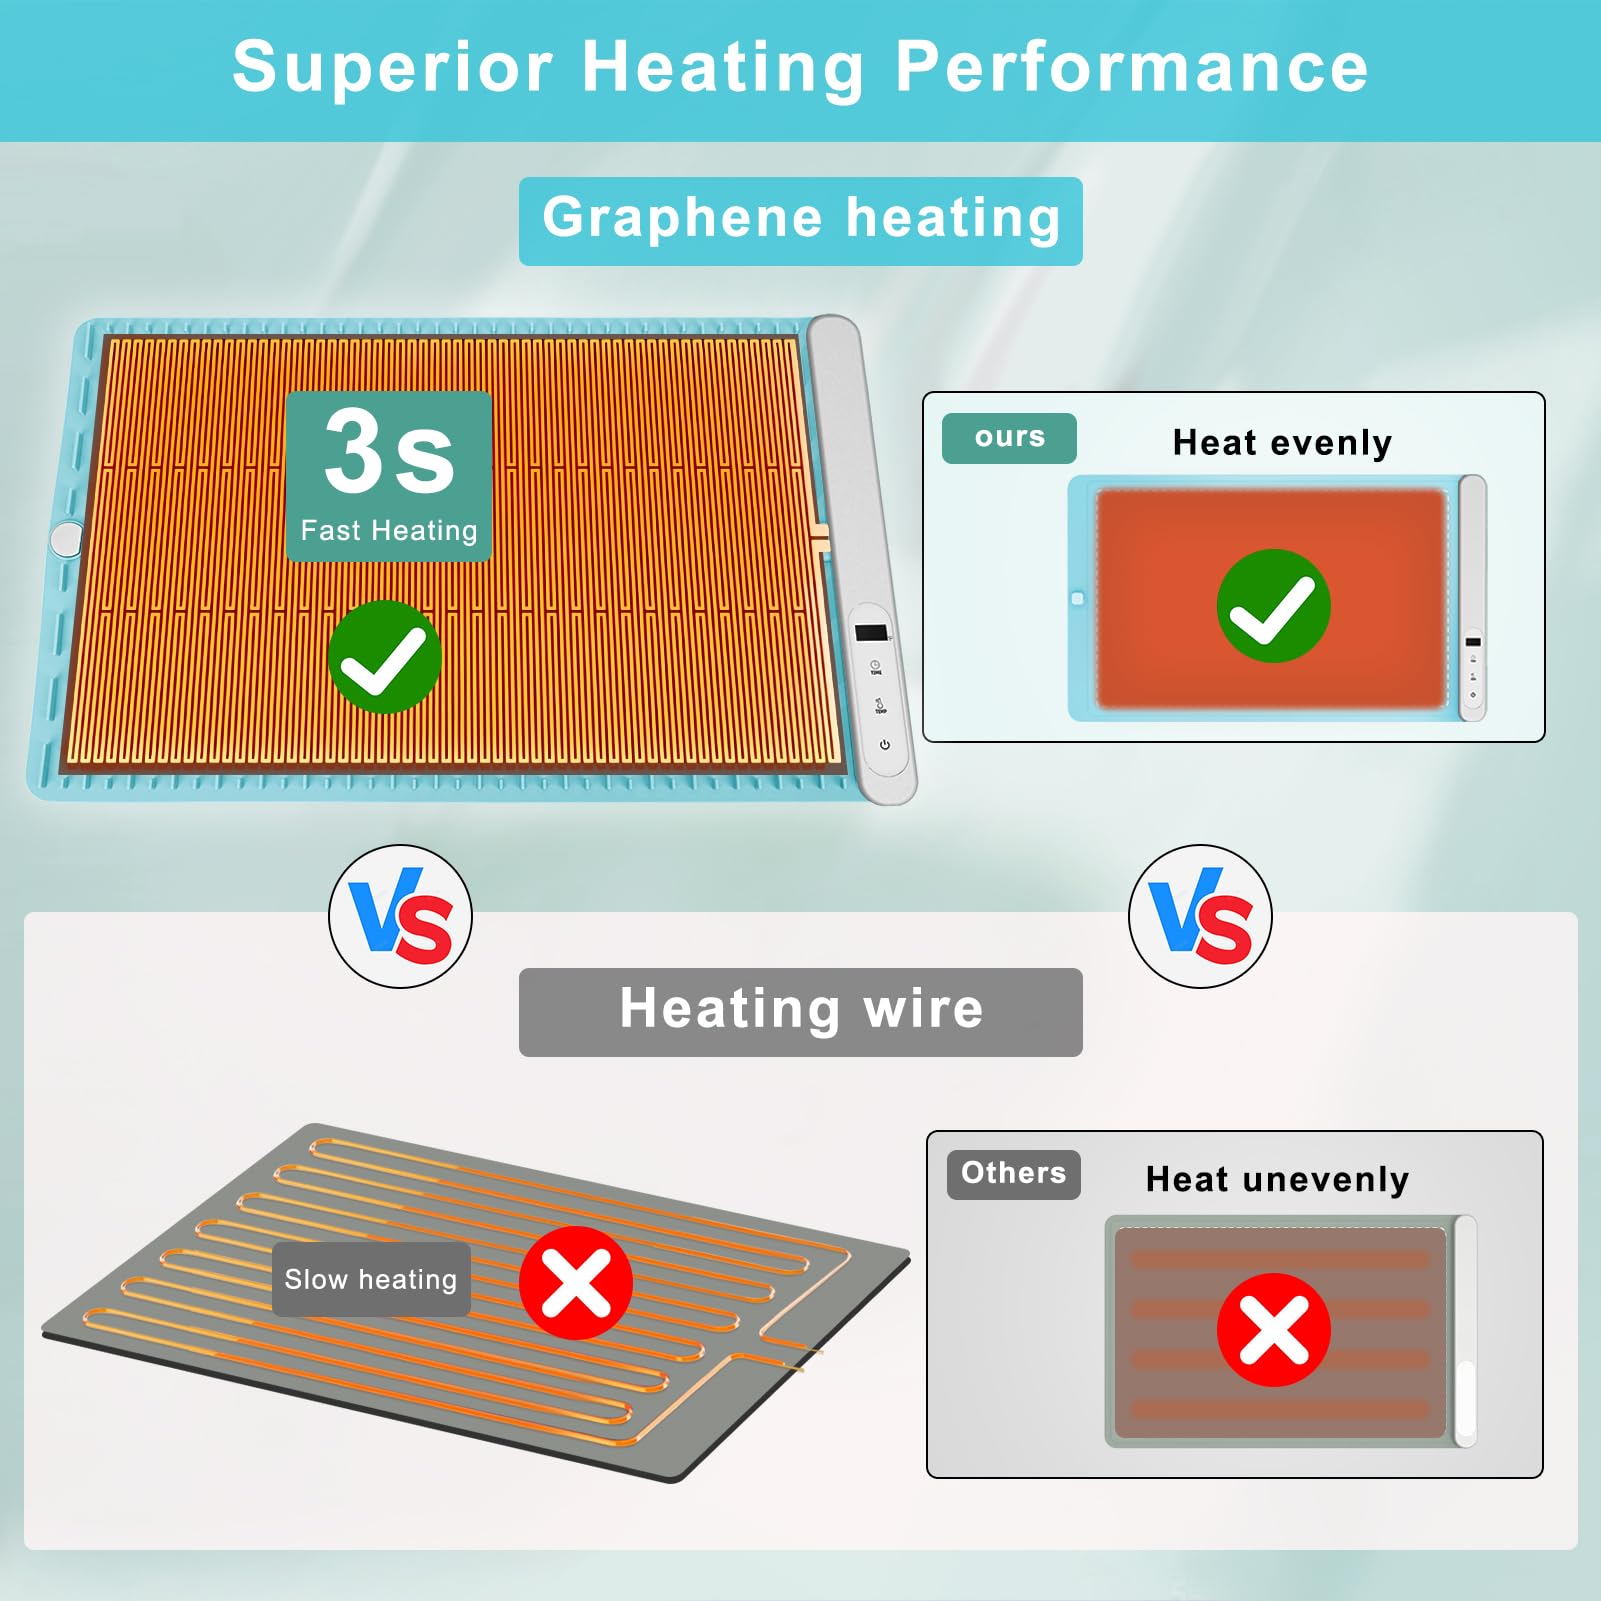 Superior Heating Performance
Graphene heating
3s
Fast Heating
ours
Heat evenly
TIME
TEMP
VS
VS
Heating wire
Slow heating
Others
Heat unevenly